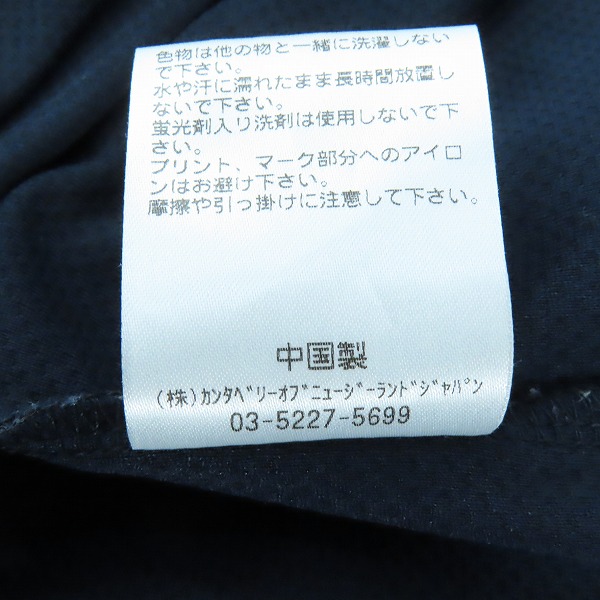 色物は他の物と一緒に洗濯しない
で下さい。
水や汗に濡れたまま長時間放置し
ないで下さい。
蛍光剤入り洗剤は使用しないで下
さい。
プリント、マーク部分へのアイロ
ンはお避け下さい。
摩擦や引っ掛けに注意して下さい。
中国製
(株)ｶﾝﾀﾍﾞﾘｰｵﾌﾞﾆｭｰｼﾞｰﾗﾝﾄﾞｼﾞｬﾊﾟﾝ
03-5227-5699